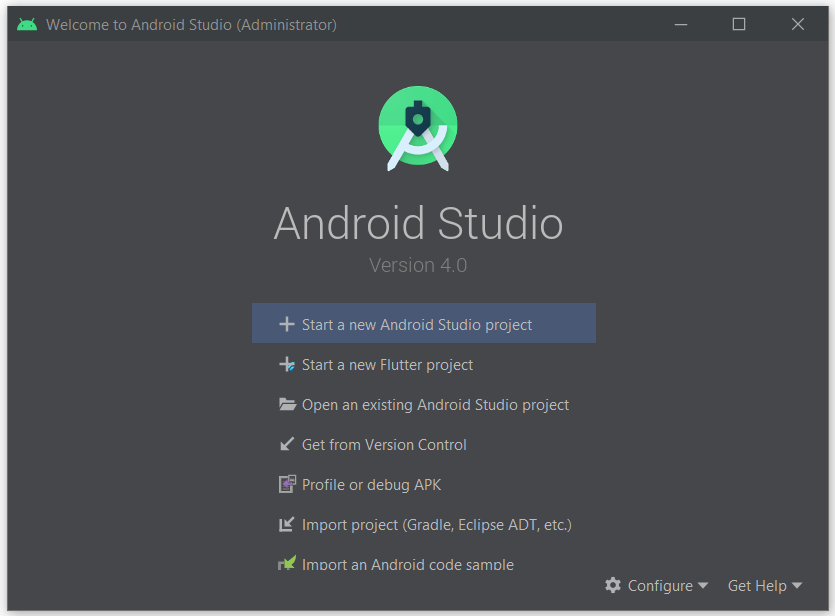 Welcome to Android Studio (Administrator)
Android Studio
Version 4.0
Start a new Android Studio project
Start a new Flutter project
Open an existing Android Studio project
Get from Version Control
Profile or debug APK
Import project (Gradle, Eclipse ADT, etc.)
Import an Android code sample
Configure Get Help